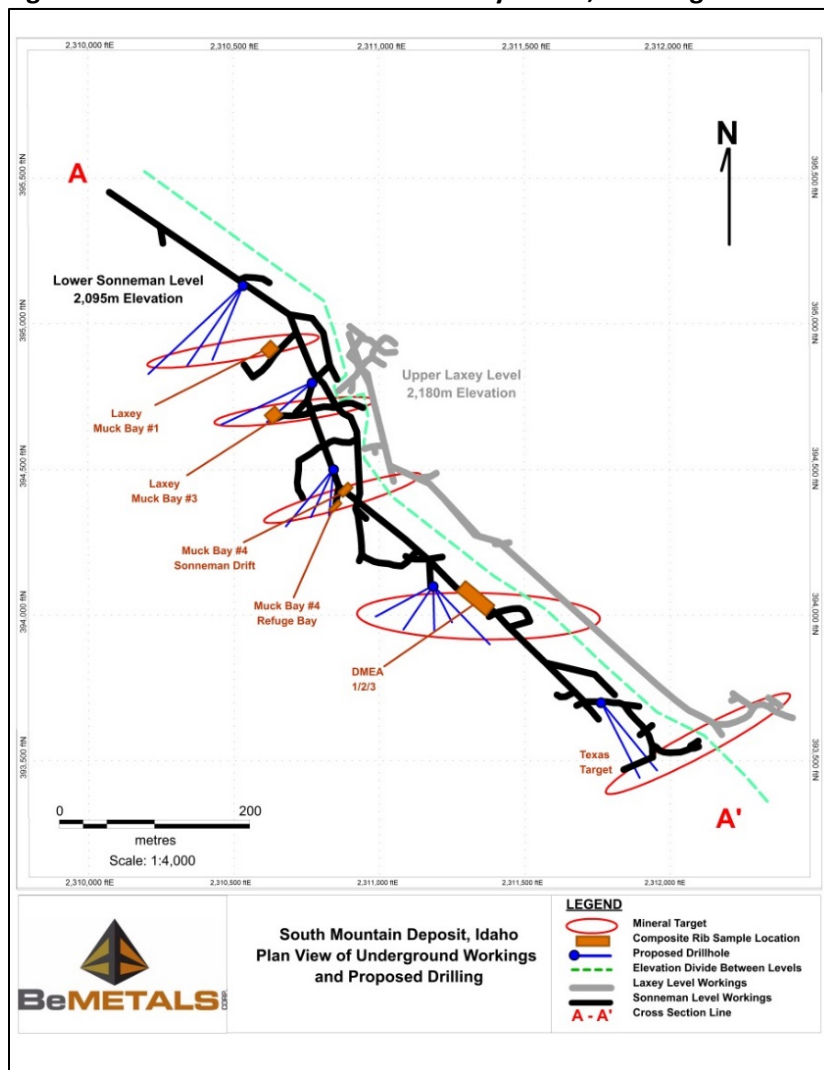 2,310,000 ftE 2,310,500 ftE 2,311,000 ftE 2,311,500 ftE 2,312,000 ftE
N
A
395,500 ftN 395,500 ftN
Lower Sonneman Level
2,095m Elevation
395,000 ftN 395,000 ftN
Upper Laxey Level
2,180m Elevation
Laxey
Muck Bay #1
394,500 ftN 394,500 ftN
Laxey
Muck Bay #3
Muck Bay #4
Sonneman Drift
Muck Bay #4
Refuge Bay
394,000 ftN 394,000 ftN
DMEA
1/2/3
Texas
Target
393,500 ftN 393,500 ftN
A'
0 200
metres
Scale: 1:4,000
2,310,000 ftE 2,310,500 ftE 2,311,000 ftE 2,311,500 ftE 2,312,000 ftE
BeMETALS CORP.
South Mountain Deposit, Idaho
Plan View of Underground Workings
and Proposed Drilling
LEGEND
Mineral Target
Composite Rib Sample Location
Proposed Drillhole
Elevation Divide Between Levels
Laxey Level Workings
Sonneman Level Workings
A - A' Cross Section Line